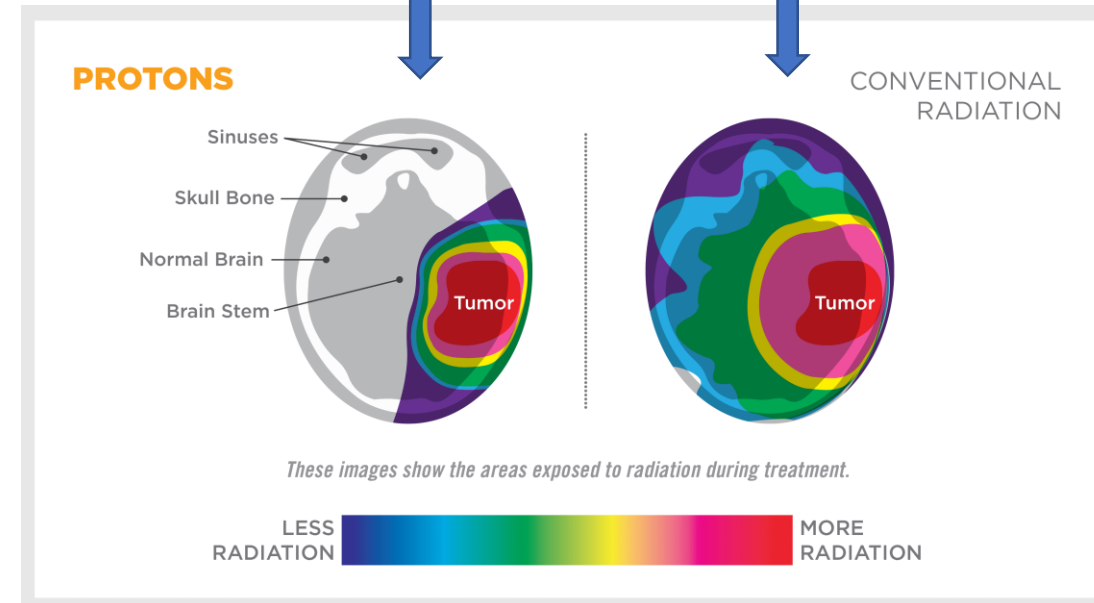 PROTONS
CONVENTIONAL
RADIATION
Sinuses
Skull Bone
Normal Brain
Brain Stem
Tumor
Tumor
These images show the areas exposed to radiation during treatment.
LESS
RADIATION
MORE
RADIATION